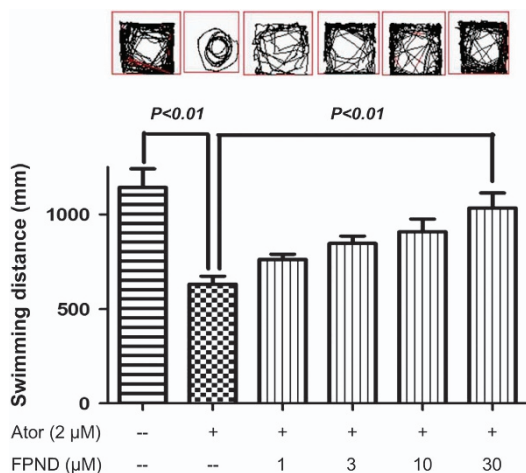 P<0.01
P<0.01
Swimming distance (mm)
1000
500
0
Ator (2 µM) -- + + + + +
FPND (µM) -- -- 1 3 10 30